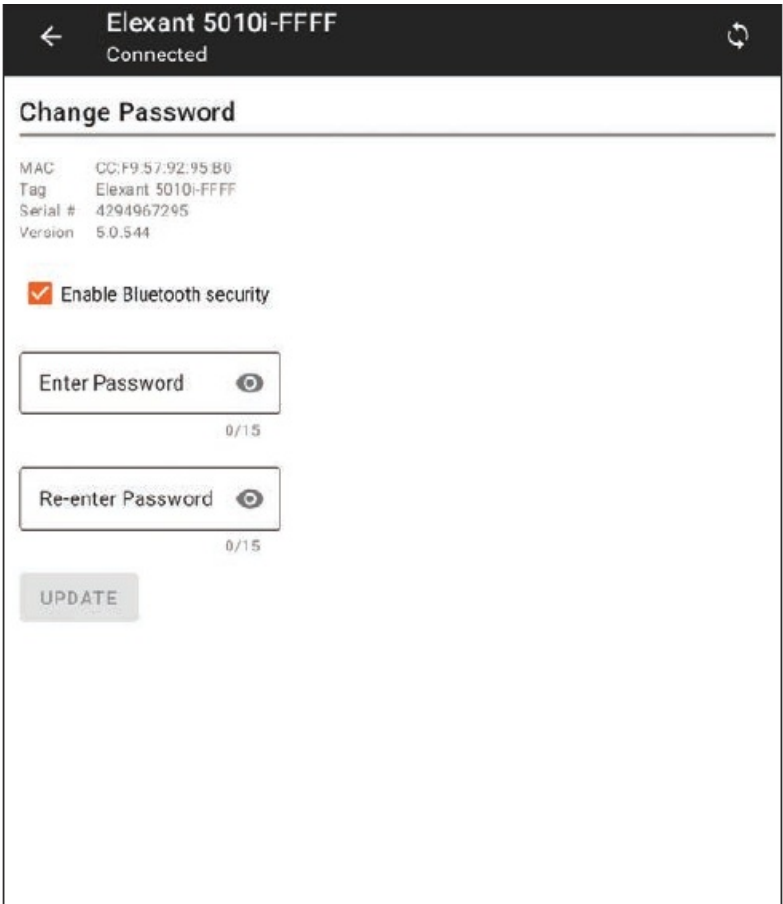 Elexant 5010i-FFFF
Connected
Change Password
MAC CC:F9:57:92:95:B0
Tag Elexant 5010i-FFFF
Serial # 4294967295
Version 5.0.544
Enable Bluetooth security
Enter Password
0/15
Re-enter Password
0/15
UPDATE